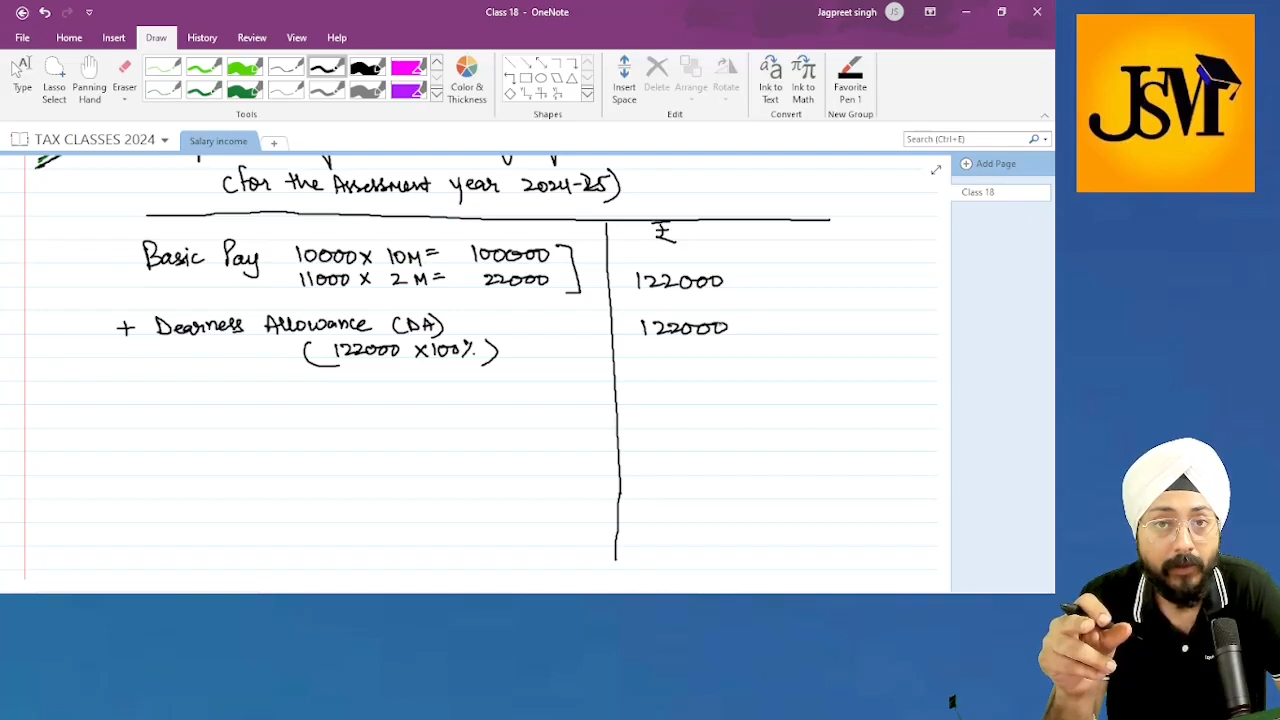 Class 18 - OneNote
Jagpreet singh JS
File Home Insert Draw History Review View Help
Type
Lasso Select
Panning Hand
Eraser
Color & Thickness
Insert Space
Delete
Arrange
Rotate
Ink to Text
Ink to Math
Favorite Pen 1
Tools
Shapes
Edit
Convert
New Group
TAX CLASSES 2024
Salary income
Search (Ctrl+E)
Add Page
Class 18
(for the Assessment year 2024-25)
₹
Basic Pay 10000 x 10M = 100000
11000 x 2M = 22000
122000
+ Dearness Allowance (DA) 122000
(122000 x 100%)
JSM